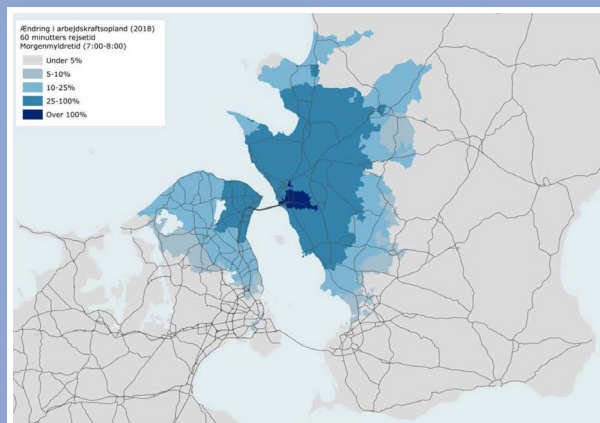 Ændring i arbejdskraftsopland (2018)
60 minutters rejsetid
Morgenmyldretid (7:00-8:00)
Under 5%
5-10%
10-25%
25-100%
Over 100%